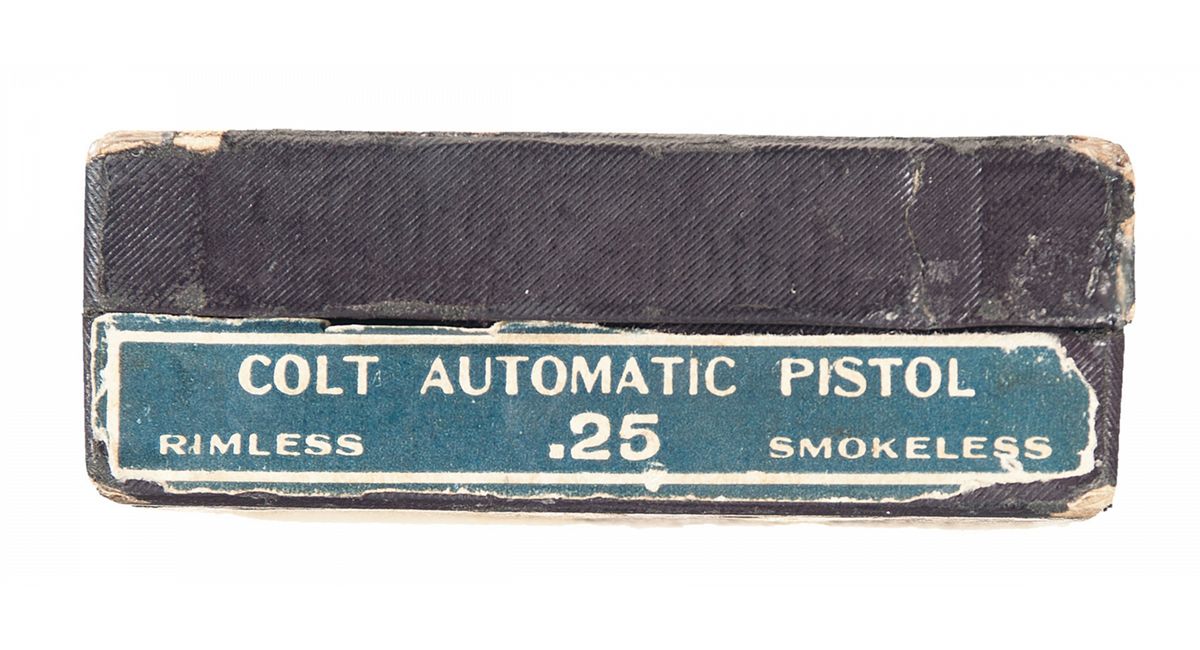 COLT AUTOMATIC PISTOL
RIMLESS .25 SMOKELESS